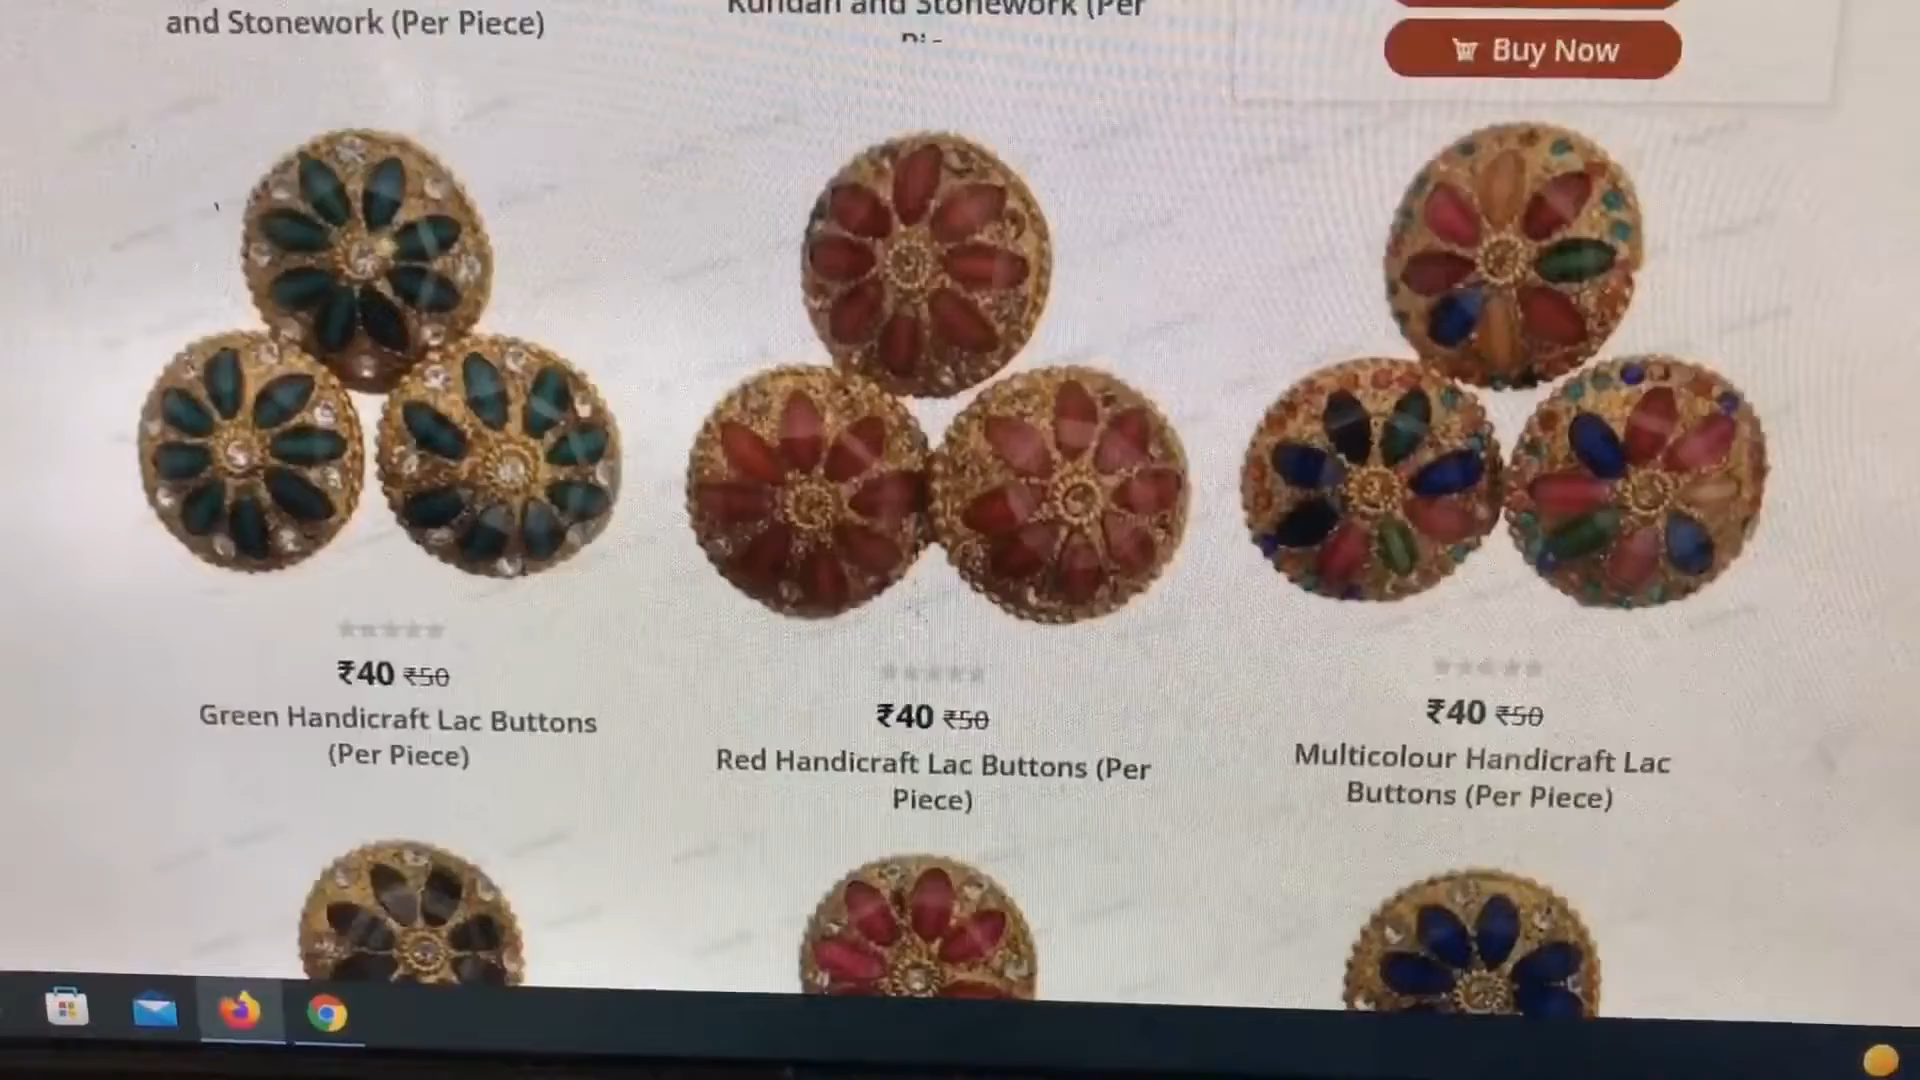 and Stonework (Per Piece)
Kundan and Stonework (Per
Buy Now
₹40 ₹50
Green Handicraft Lac Buttons
(Per Piece)
₹40 ₹50
Red Handicraft Lac Buttons (Per
Piece)
₹40 ₹50
Multicolour Handicraft Lac
Buttons (Per Piece)